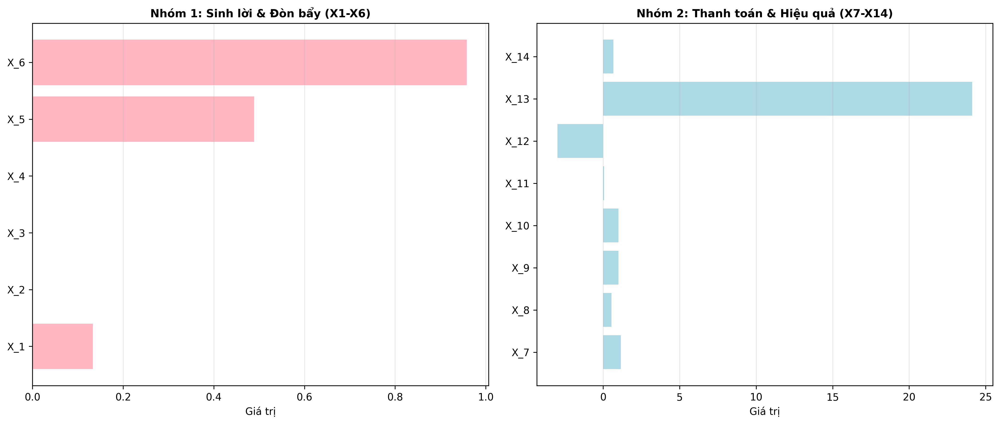 Nhóm 1: Sinh lời & Đòn bẩy (X1-X6)
X_6
X_5
X_4
X_3
X_2
X_1
0.0 0.2 0.4 0.6 0.8 1.0
Giá trị
Nhóm 2: Thanh toán & Hiệu quả (X7-X14)
X_14
X_13
X_12
X_11
X_10
X_9
X_8
X_7
0 5 10 15 20 25
Giá trị